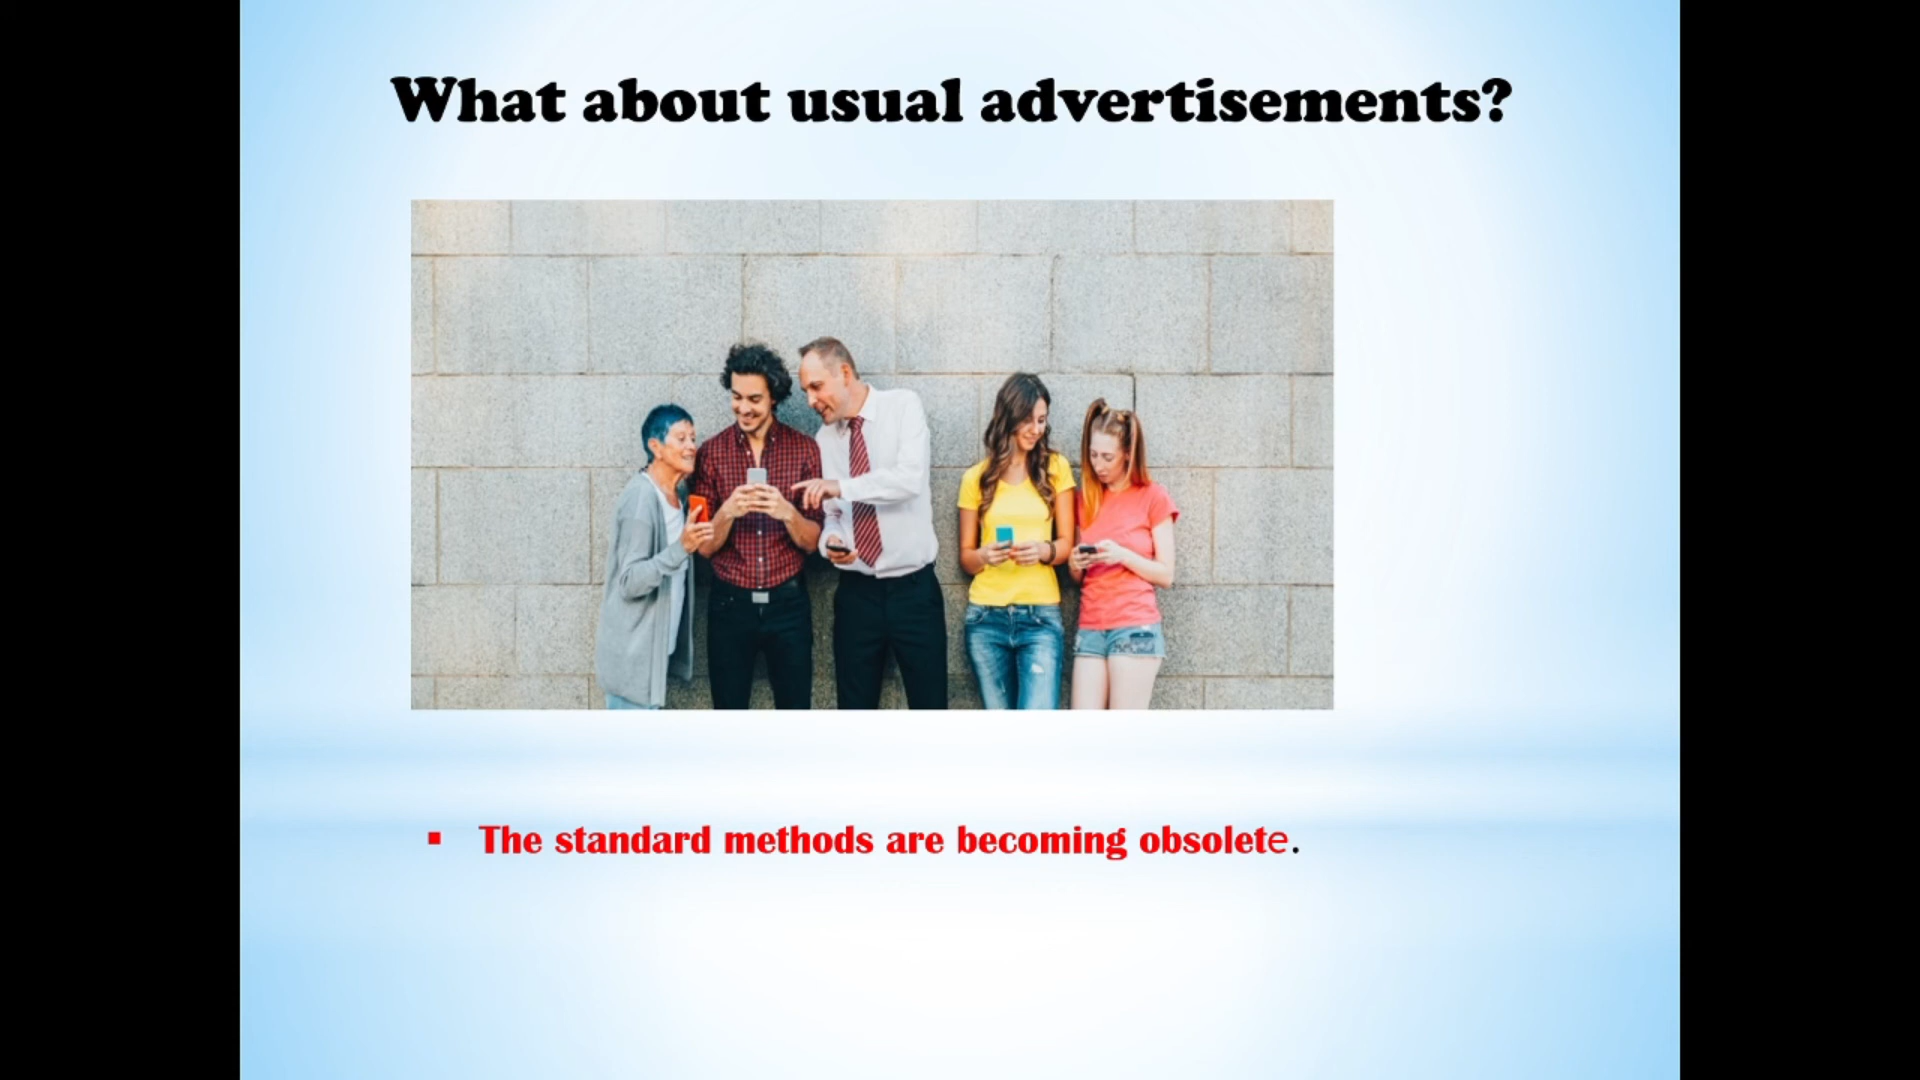 What about usual advertisements?
▪ The standard methods are becoming obsolete.